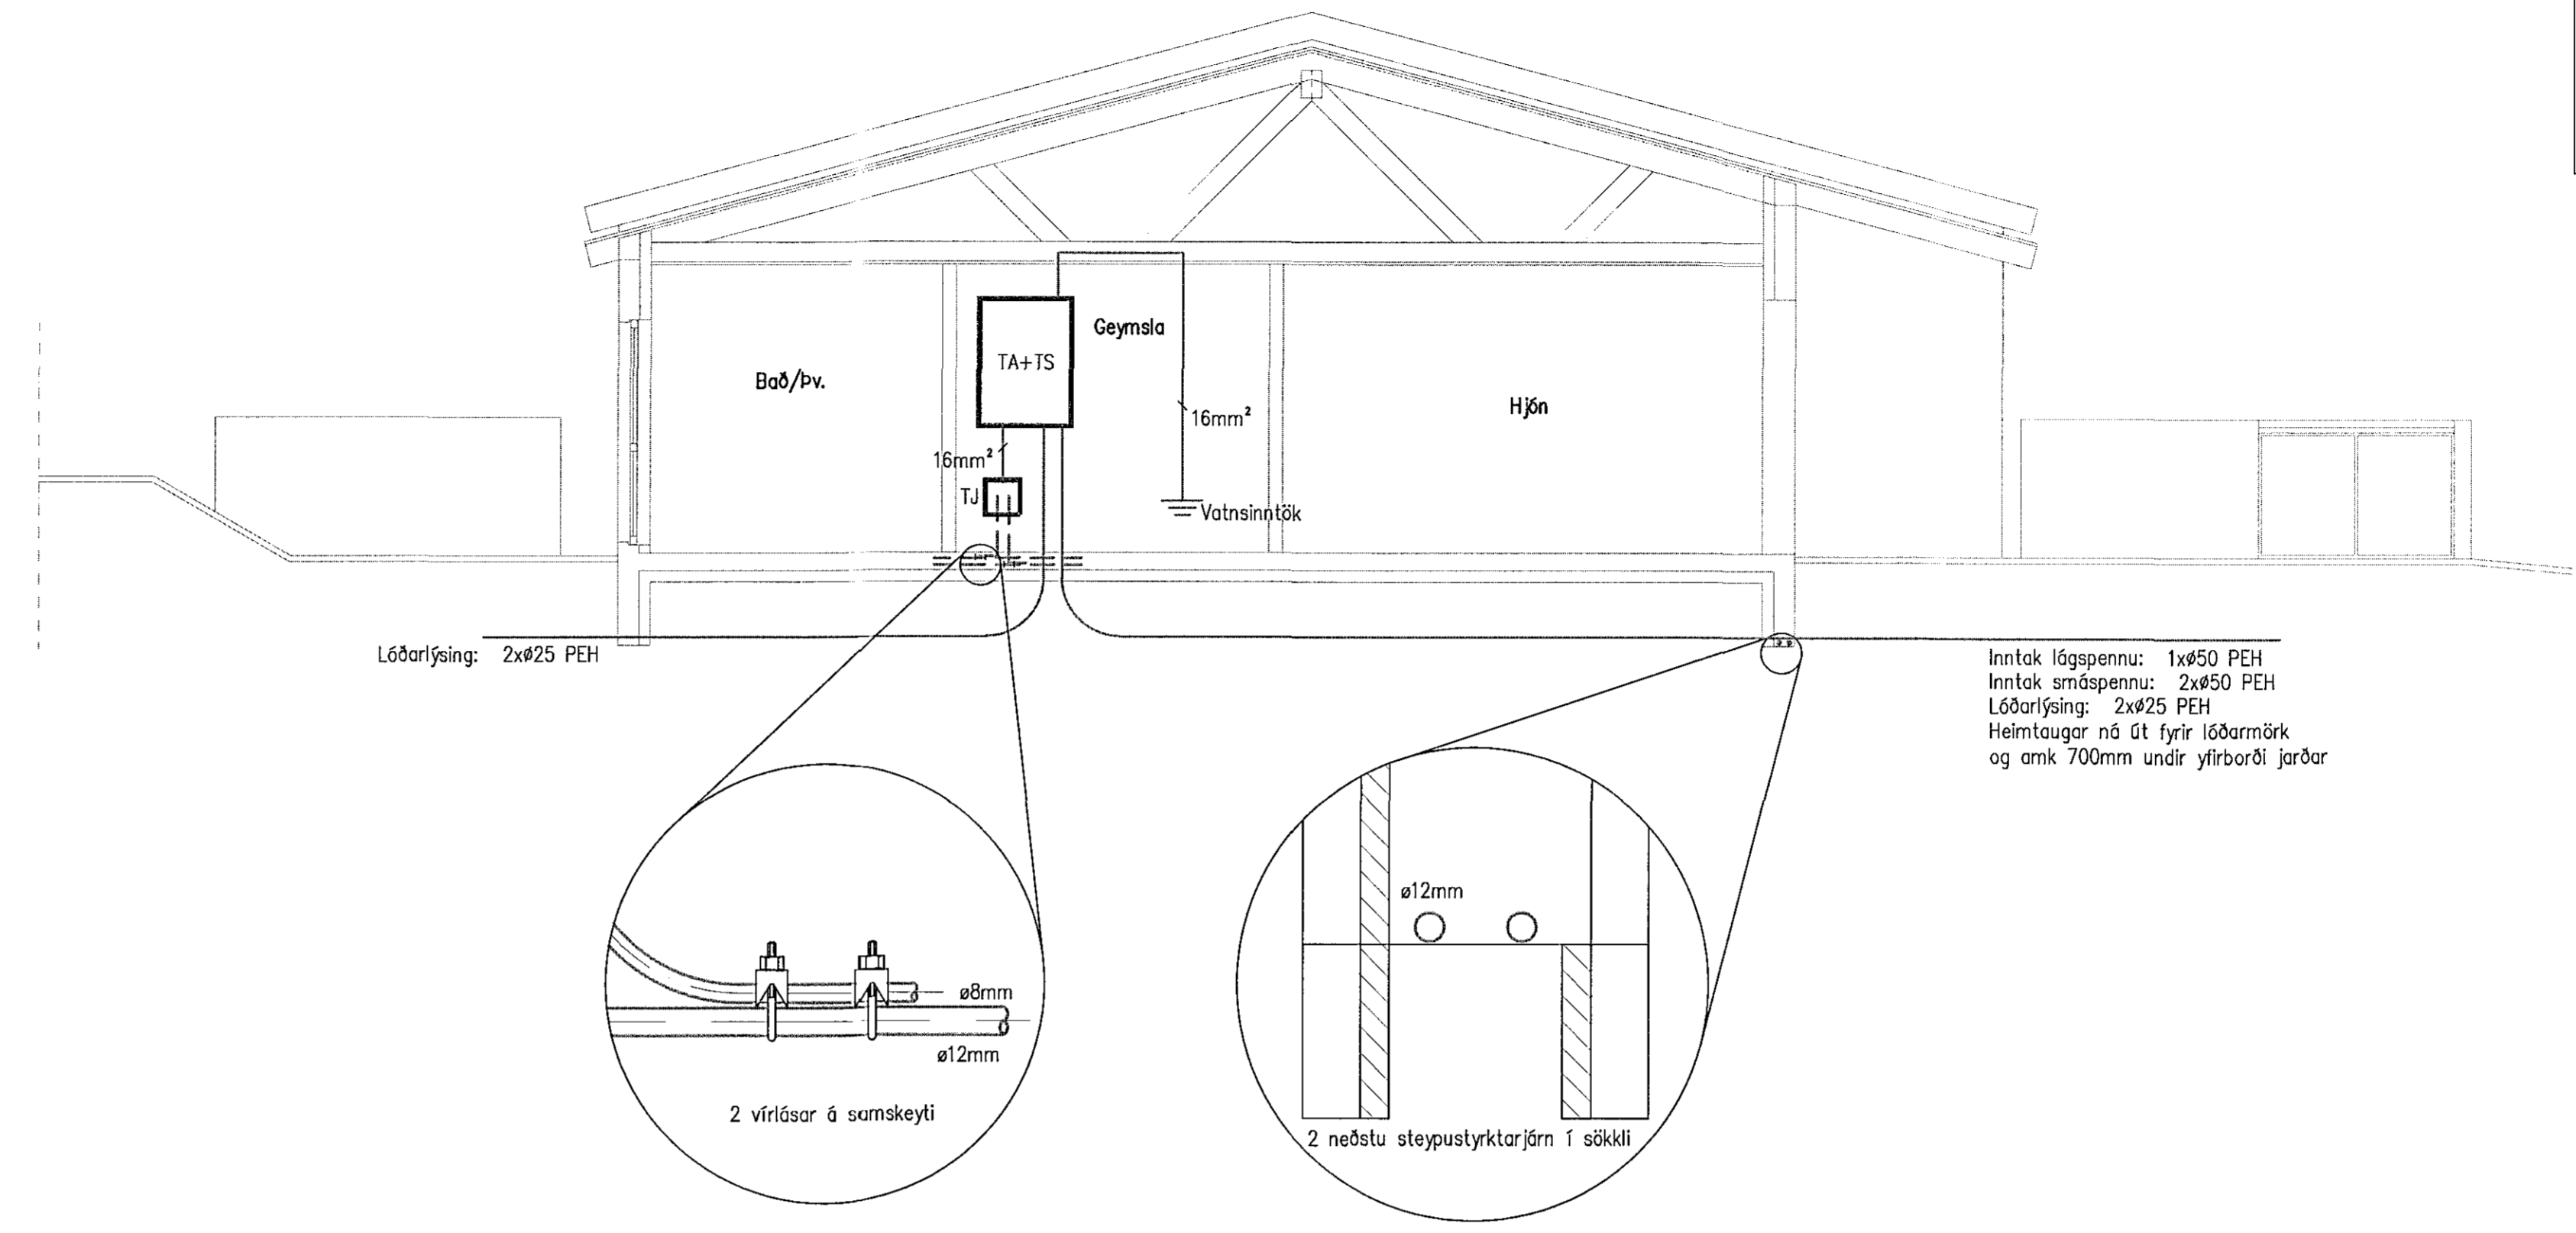 Geymsla
TA+TS
Bað/Þv.
Hjón
16mm²
16mm²
TJ
Vatnsinntök
Lóðarlýsing: 2xø25 PEH
Inntak lágspennu: 1xø50 PEH
Inntak smáspennu: 2xø50 PEH
Lóðarlýsing: 2xø25 PEH
Heimtaugar ná út fyrir lóðarmörk
og amk 700mm undir yfirborði jarðar
ø8mm
ø12mm
2 vírlásar á samskeyti
ø12mm
2 neðstu steypustyrktarjárn í sökkli